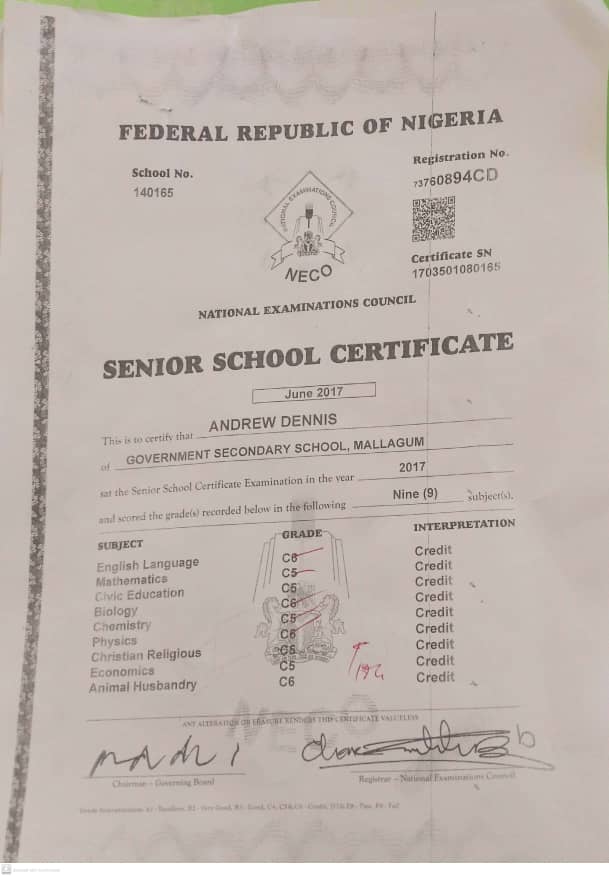 FEDERAL REPUBLIC OF NIGERIA
School No.
140165
Registration No.
73760894CD
NATIONAL EXAMINATIONS COUNCIL
NECO
Certificate SN
1703501080165
NATIONAL EXAMINATIONS COUNCIL
SENIOR SCHOOL CERTIFICATE
June 2017
This is to certify that ANDREW DENNIS
of GOVERNMENT SECONDARY SCHOOL, MALLAGUM
sat the Senior School Certificate Examination in the year 2017
and scored the grade(s) recorded below in the following Nine (9) subject(s).
SUBJECT GRADE INTERPRETATION
English Language C6 Credit
Mathematics C5 Credit
Civic Education C6 Credit
Biology C6 Credit
Chemistry C5 Credit
Physics C6 Credit
Christian Religious Credit
Economics C5 Credit
Animal Husbandry C6 Credit
ANY ALTERATION OR ERASURE RENDERS THIS CERTIFICATE VALUELESS
Chairman – Governing Board
Registrar – National Examinations Council